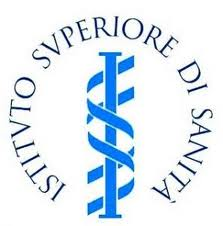 ISTITVTO SVPERIORE DI SANITÀ